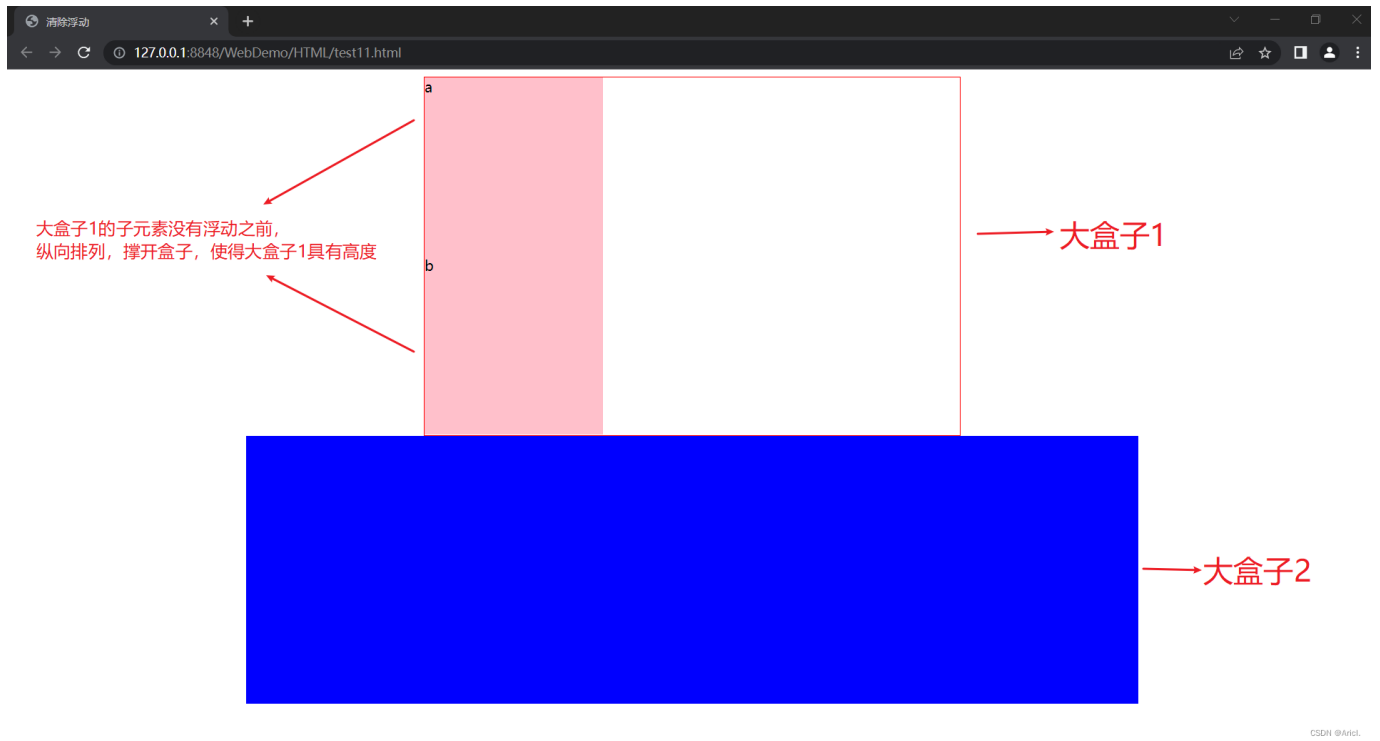 清除浮动
127.0.0.1:8848/WebDemo/HTML/test11.html
a
大盒子1的子元素没有浮动之前，
纵向排列，撑开盒子，使得大盒子1具有高度
大盒子1
b
大盒子2
CSDN @Aricl.